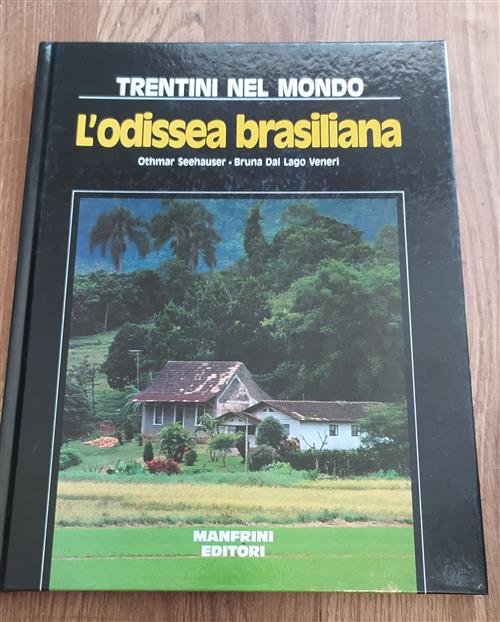 TRENTINI NEL MONDO
L'odissea brasiliana
Othmar Seehauser • Bruna Dal Lago Veneri
MANFRINI
EDITORI